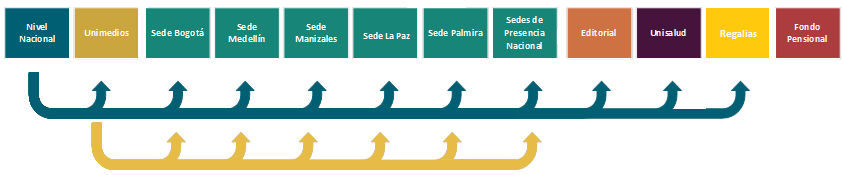 Nivel
Nacional
Unimedios
Sede Bogotá
Sede
Medellín
Sede
Manizales
Sede La Paz
Sede Palmira
Sedes de
Presencia
Nacional
Editorial
Unisalud
Regalías
Fondo
Pensional